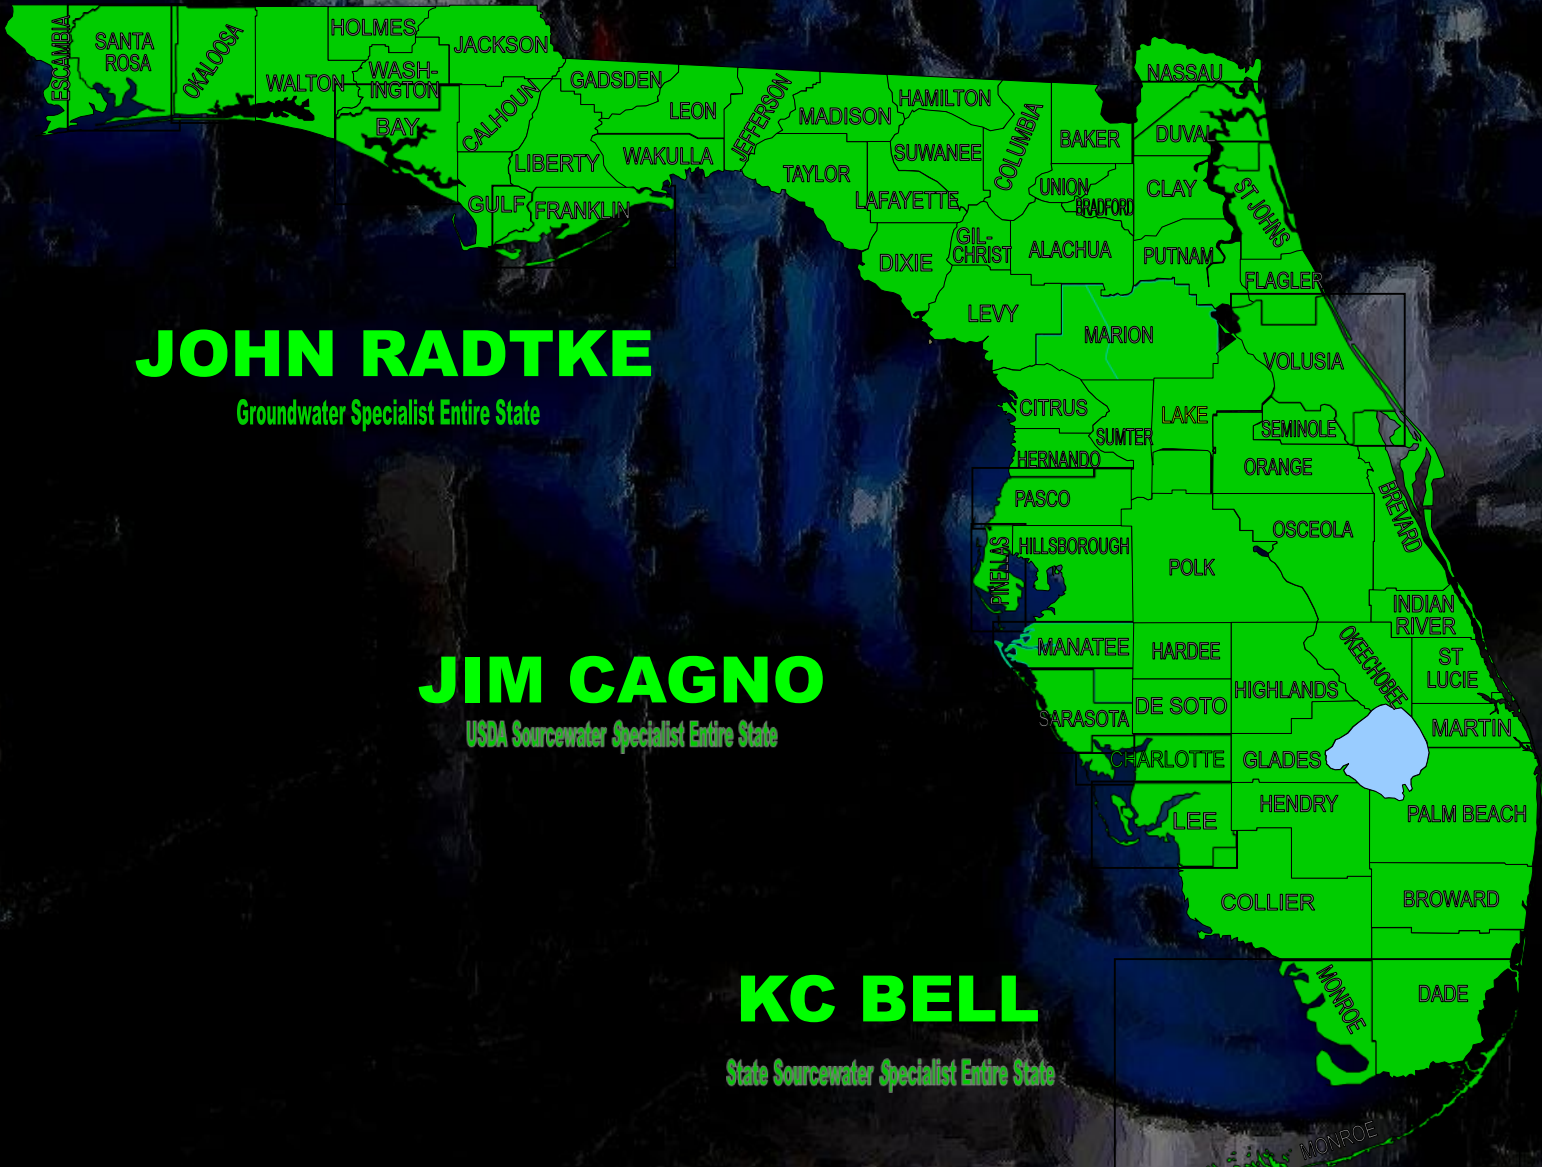 ESCAMBIA
SANTA
ROSA
OKALOOSA
WALTON
HOLMES
WASH-
INGTON
BAY
JACKSON
CALHOUN
GULF
LIBERTY
GADSDEN
FRANKLIN
LEON
WAKULLA
JEFFERSON
MADISON
TAYLOR
HAMILTON
SUWANEE
LAFAYETTE
DIXIE
COLUMBIA
GIL-
CHRIST
LEVY
BAKER
UNION
BRADFORD
ALACHUA
MARION
NASSAU
DUVAL
CLAY
ST JOHNS
PUTNAM
FLAGLER
VOLUSIA
JOHN RADTKE
Groundwater Specialist Entire State
CITRUS
SUMTER
LAKE
HERNANDO
SEMINOLE
ORANGE
PASCO
BREVARD
OSCEOLA
PINELLAS
HILLSBOROUGH
POLK
INDIAN
RIVER
JIM CAGNO
USDA Sourcewater Specialist Entire State
MANATEE
HARDEE
OKEECHOBEE
ST
LUCIE
HIGHLANDS
SARASOTA
DE SOTO
MARTIN
CHARLOTTE
GLADES
HENDRY
LEE
PALM BEACH
COLLIER
BROWARD
KC BELL
State Sourcewater Specialist Entire State
MONROE
DADE
MONROE